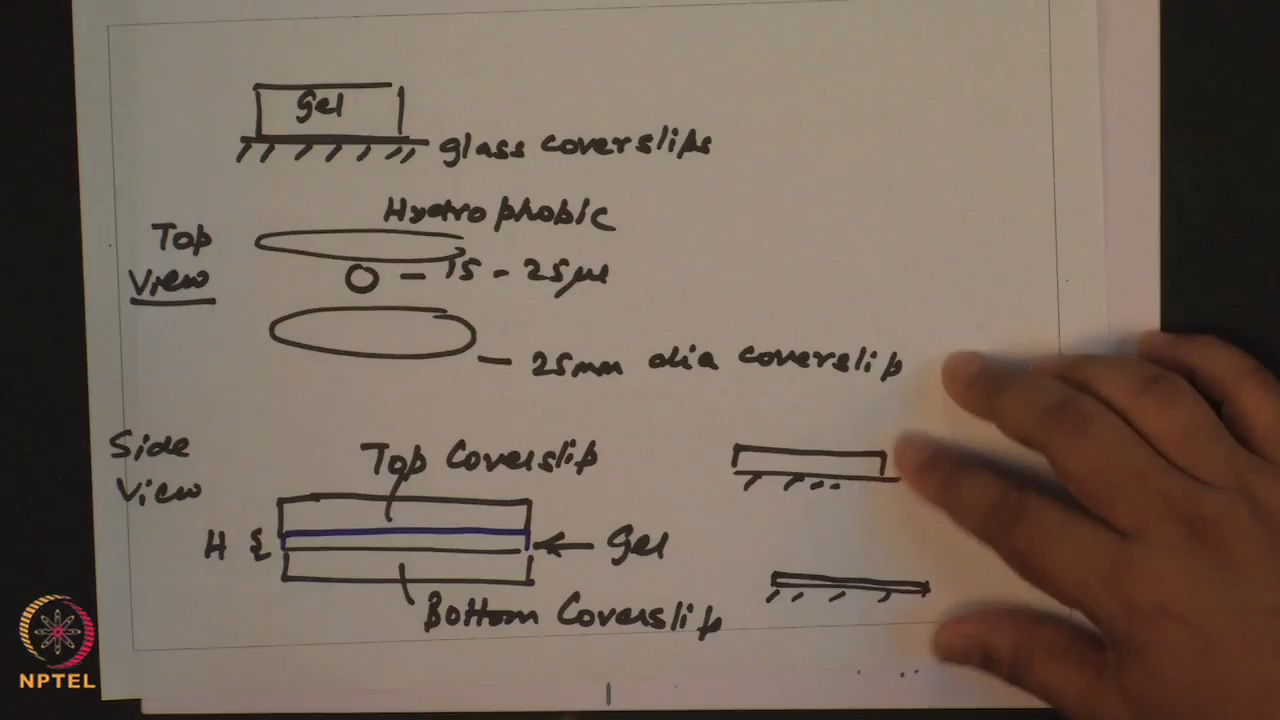 Gel
glass coverslips
Hydrophobic
Top
View
15 - 25μl
25mm dia coverslip
Side
View
Top Coverslip
H
Gel
Bottom Coverslip
NPTEL